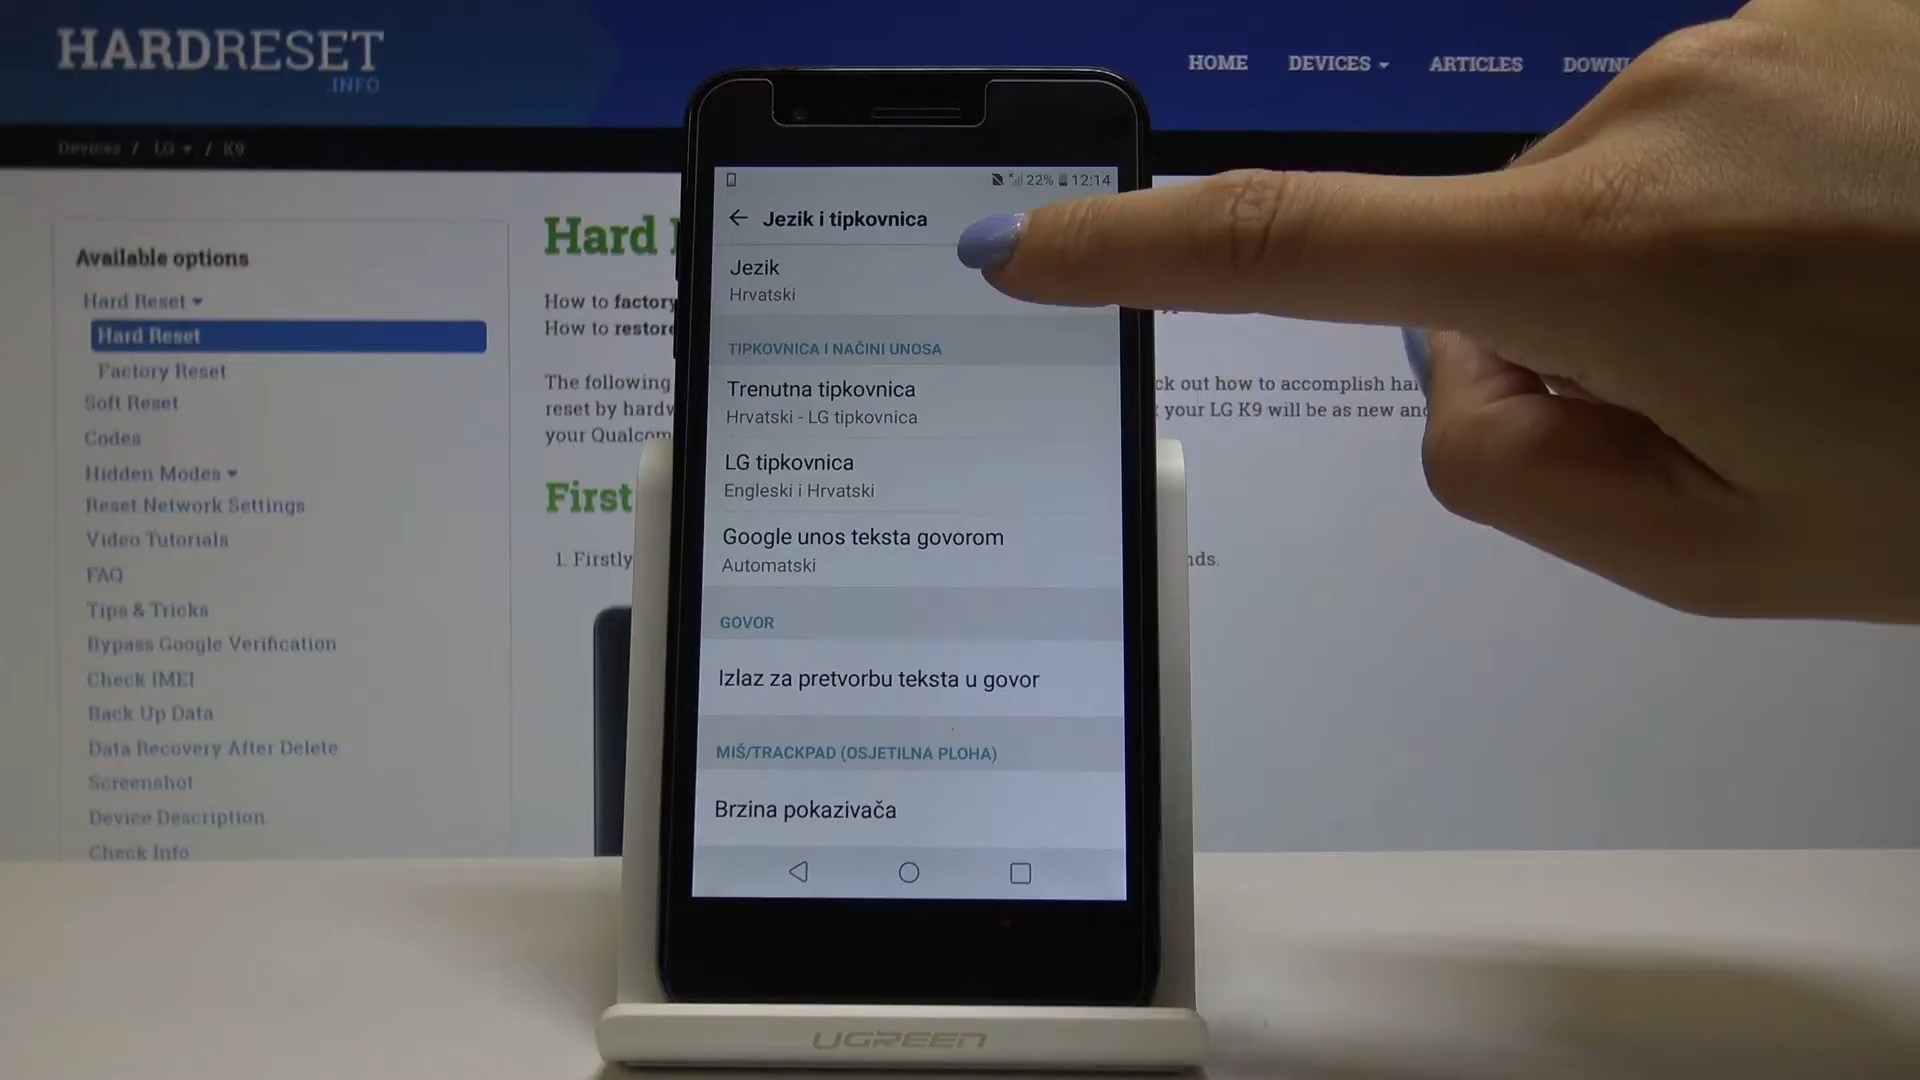 HARDRESET
.INFO
HOME
DEVICES
ARTICLES
Devices / LG / K9
Available options
Hard Reset
Hard Reset
Factory Reset
Soft Reset
Codes
Hidden Modes
Reset Network Settings
Video Tutorials
FAQ
Tips & Tricks
Bypass Google Verification
Check IMEI
Back Up Data
Data Recovery After Delete
Screenshot
Device Description
Check Info
Hard
How to factory
How to restore
The following
ck out how to accomplish
reset by
your LG K9 will be as new
your
First
1. Firstly
22% 12:14
Jezik i tipkovnica
Jezik
Hrvatski
TIPKOVNICA I NAČINI UNOSA
Trenutna tipkovnica
Hrvatski - LG tipkovnica
LG tipkovnica
Engleski i Hrvatski
Google unos teksta govorom
Automatski
GOVOR
Izlaz za pretvorbu teksta u govor
MIŠ/TRACKPAD (OSJETILNA PLOHA)
Brzina pokazivača
UGREEN